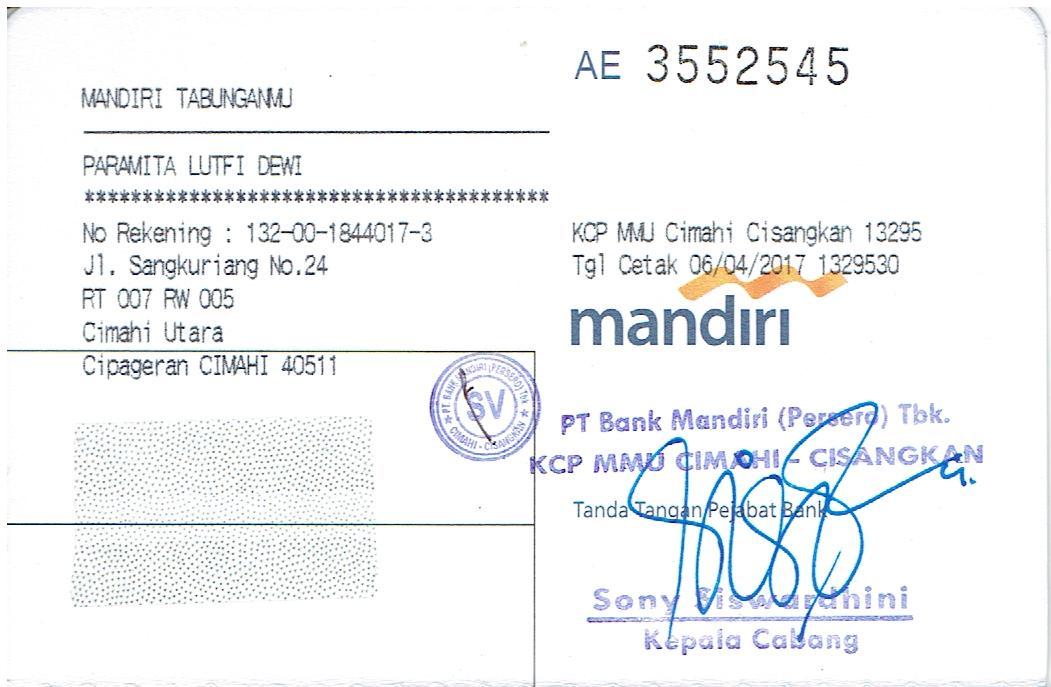 AE 3552545
MANDIRI TABUNGANMU
PARAMITA LUTFI DEWI
****************************************
No Rekening : 132-00-1844017-3
Jl. Sangkuriang No.24
RT 007 RW 005
Cimahi Utara
Cipageran CIMAHI 40511
PT BANK MANDIRI (PERSERO) Tbk
SV
CIMAHI - CISANGKAN
KCP MMU Cimahi Cisangkan 13295
Tgl Cetak 06/04/2017 1329530
mandiri
PT Bank Mandiri (Persero) Tbk.
KCP MMU CIMAHI - CISANGKAN
Tanda Tangan Pejabat Bank
Sony Siswardhini
Kepala Cabang